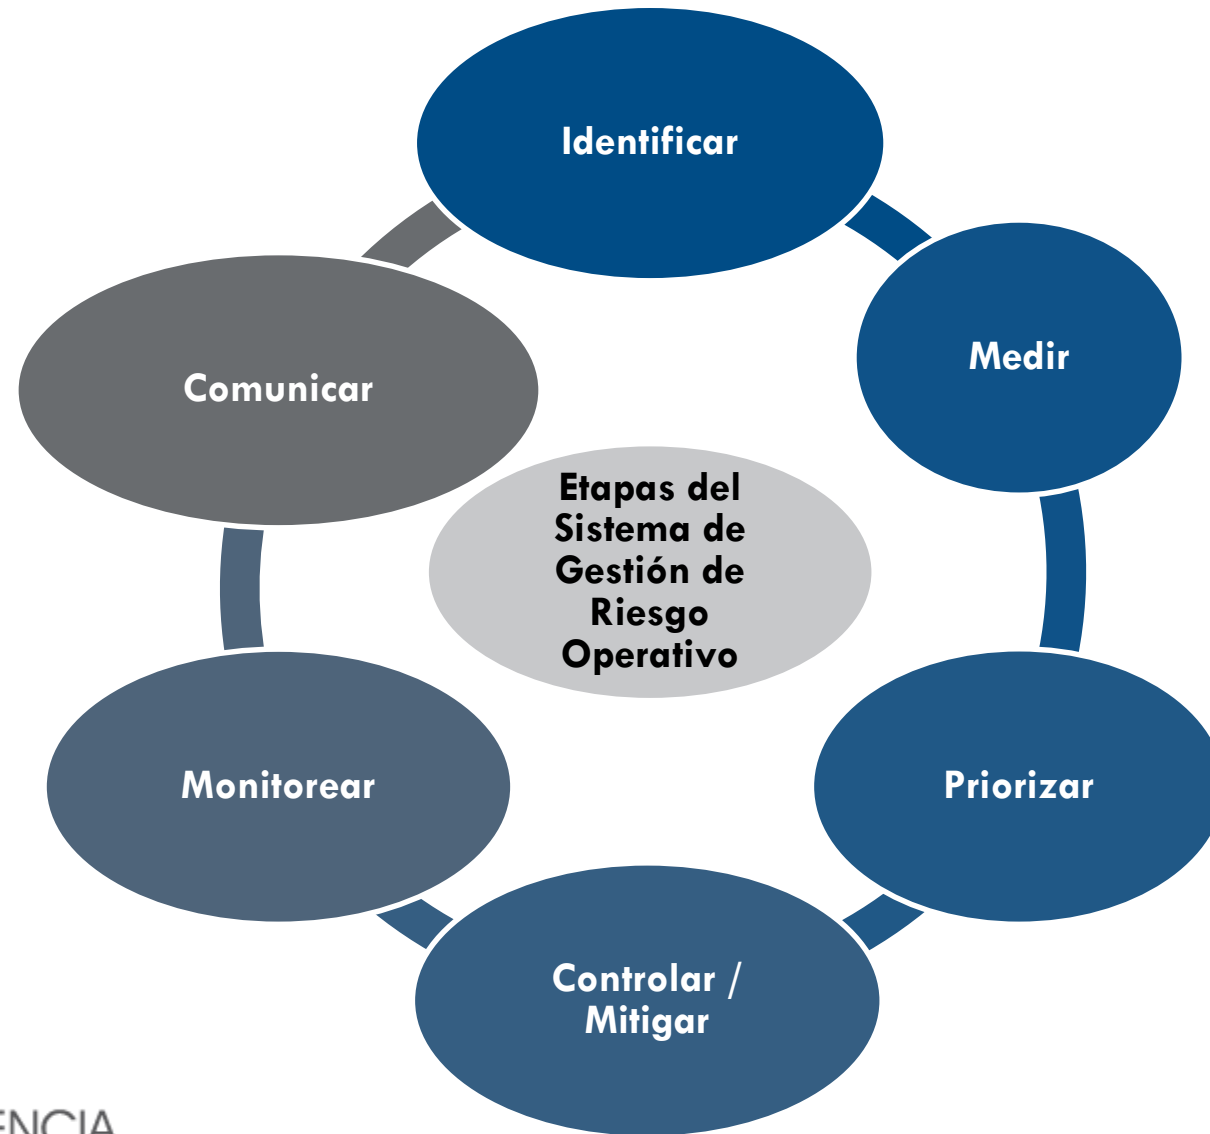 Identificar
Medir
Comunicar
Etapas del
Sistema de
Gestión de
Riesgo
Operativo
Monitorear
Priorizar
Controlar /
Mitigar